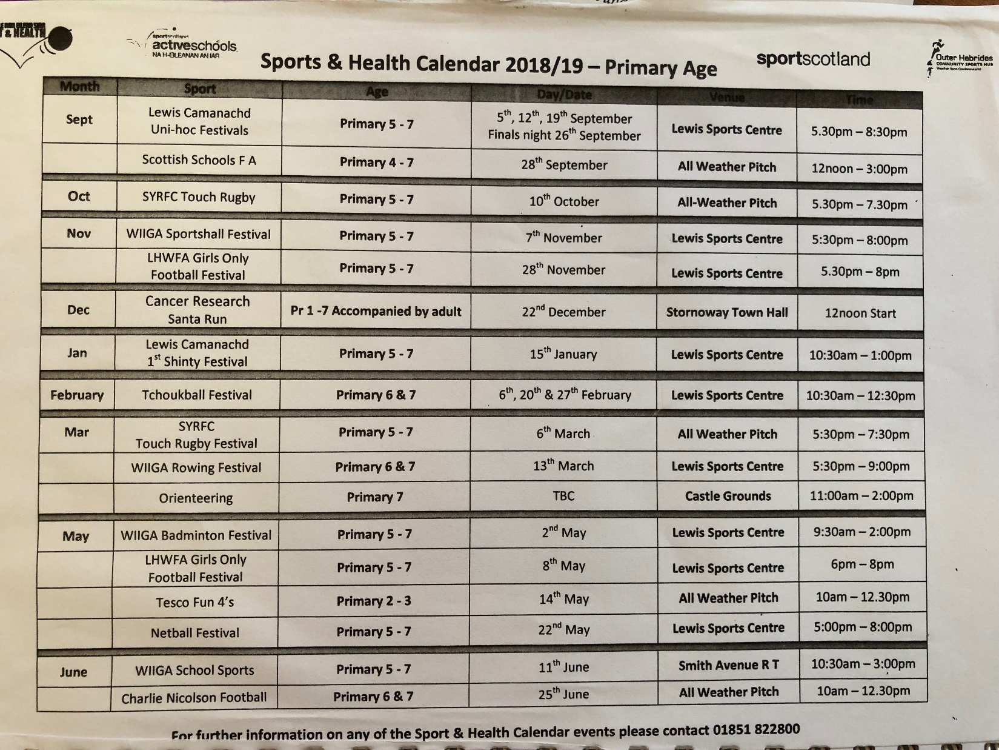 & HEALTH
sportscotland
activeschools
NA H-EILEANAN AN IAR
Sports & Health Calendar 2018/19 – Primary Age
sportscotland
Outer Hebrides
COMMUNITY SPORTS HUB
Month Sport Age Day/Date Venue Time
Sept Lewis Camanachd Uni-hoc Festivals Primary 5 - 7 5th, 12th, 19th September Finals night 26th September Lewis Sports Centre 5.30pm – 8:30pm
Scottish Schools F A Primary 4 - 7 28th September All Weather Pitch 12noon – 3:00pm
Oct SYRFC Touch Rugby Primary 5 - 7 10th October All-Weather Pitch 5.30pm – 7.30pm
Nov WIIGA Sportshall Festival Primary 5 - 7 7th November Lewis Sports Centre 5:30pm – 8:00pm
LHWFA Girls Only Football Festival Primary 5 - 7 28th November Lewis Sports Centre 5.30pm – 8pm
Dec Cancer Research Santa Run Pr 1 -7 Accompanied by adult 22nd December Stornoway Town Hall 12noon Start
Jan Lewis Camanachd 1st Shinty Festival Primary 5 - 7 15th January Lewis Sports Centre 10:30am – 1:00pm
February Tchoukball Festival Primary 6 & 7 6th, 20th & 27th February Lewis Sports Centre 10:30am – 12:30pm
Mar SYRFC Touch Rugby Festival Primary 5 - 7 6th March All Weather Pitch 5:30pm – 7:30pm
WIIGA Rowing Festival Primary 6 & 7 13th March Lewis Sports Centre 5:30pm – 9:00pm
Orienteering Primary 7 TBC Castle Grounds 11:00am – 2:00pm
May WIIGA Badminton Festival Primary 5 - 7 2nd May Lewis Sports Centre 9:30am – 2:00pm
LHWFA Girls Only Football Festival Primary 5 - 7 8th May Lewis Sports Centre 6pm – 8pm
Tesco Fun 4's Primary 2 - 3 14th May All Weather Pitch 10am – 12.30pm
Netball Festival Primary 5 - 7 22nd May Lewis Sports Centre 5:00pm – 8:00pm
June WIIGA School Sports Primary 5 - 7 11th June Smith Avenue R T 10:30am – 3:00pm
Charlie Nicolson Football Primary 6 & 7 25th June All Weather Pitch 10am – 12.30pm
For further information on any of the Sport & Health Calendar events please contact 01851 822800